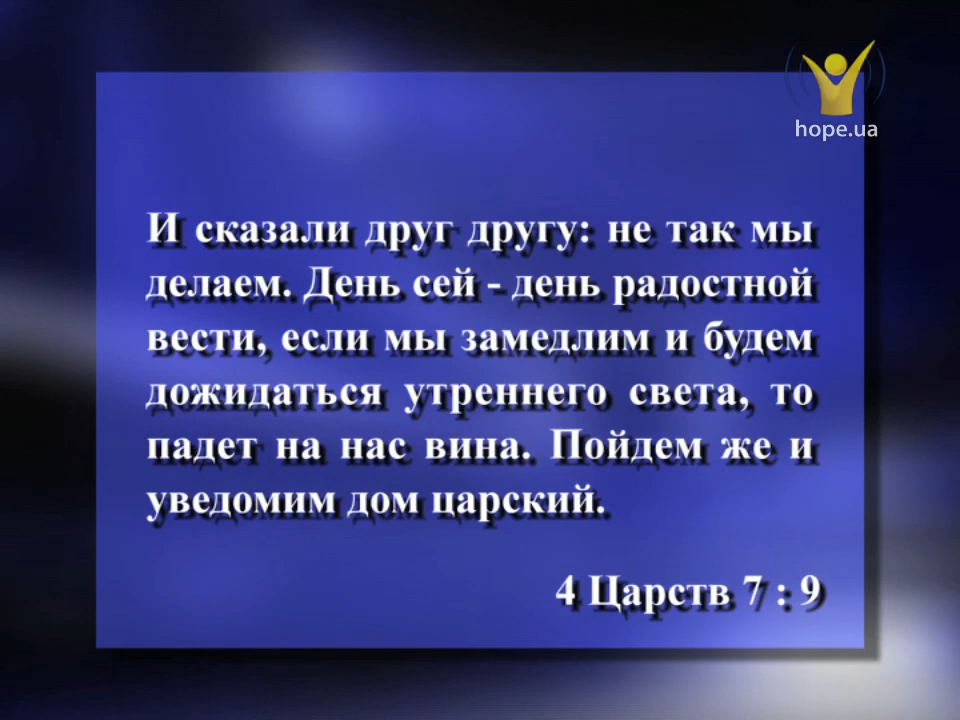 hope.ua
И сказали друг другу: не так мы
делаем. День сей - день радостной
вести, если мы замедлим и будем
дожидаться утреннего света, то
падет на нас вина. Пойдем же и
уведомим дом царский.
4 Царств 7 : 9